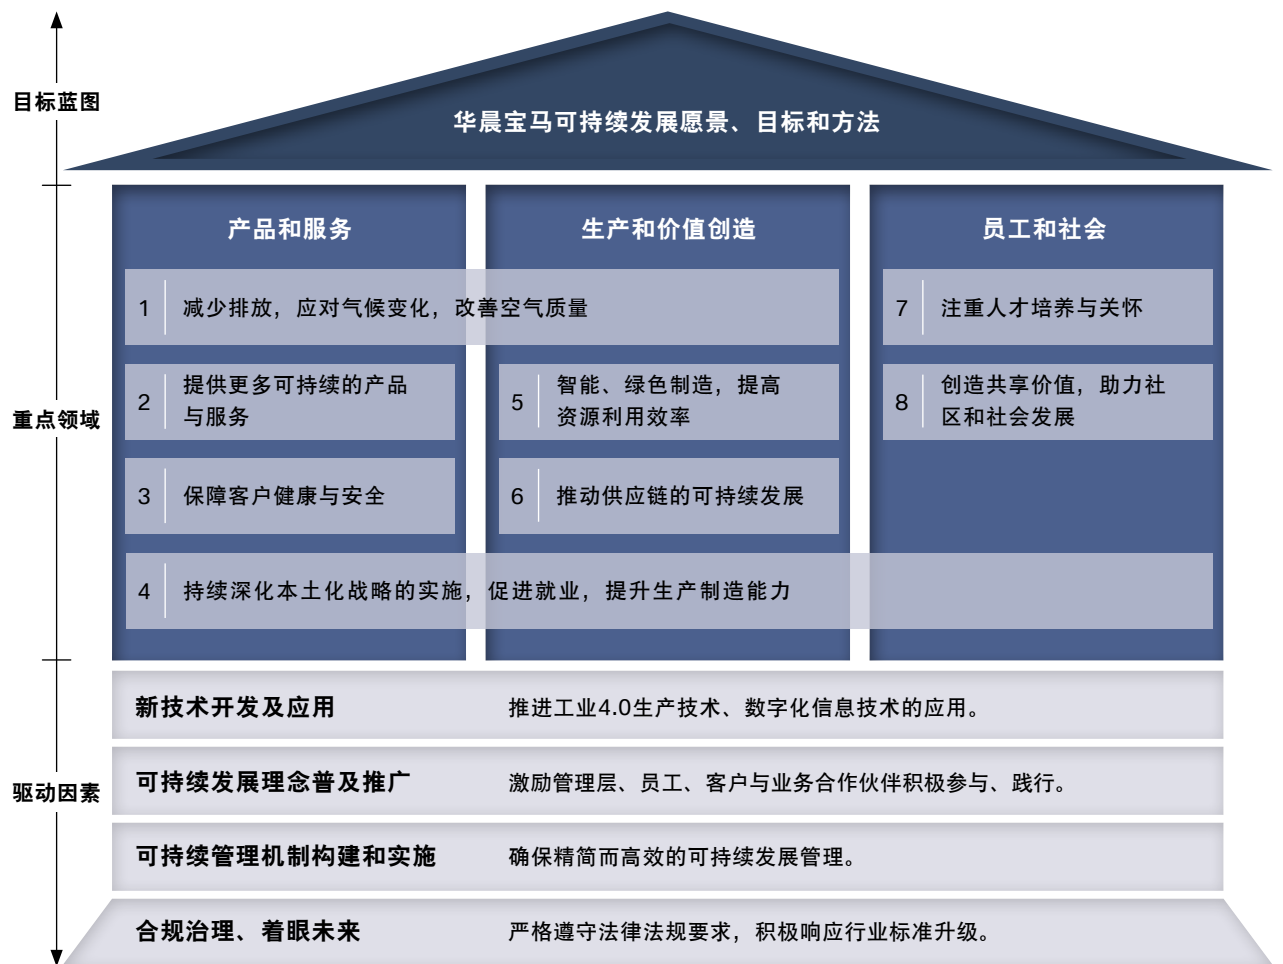 目标蓝图
华晨宝马可持续发展愿景、目标和方法
重点领域
产品和服务
1
减少排放，应对气候变化，改善空气质量
2
提供更多可持续的产品
与服务
3
保障客户健康与安全
4
持续深化本土化战略的实施，促进就业，提升生产制造能力
生产和价值创造
5
智能、绿色制造，提高
资源利用效率
6
推动供应链的可持续发展
员工和社会
7
注重人才培养与关怀
8
创造共享价值，助力社
区和社会发展
驱动因素
新技术开发及应用
推进工业4.0生产技术、数字化信息技术的应用。
可持续发展理念普及推广
激励管理层、员工、客户与业务合作伙伴积极参与、践行。
可持续管理机制构建和实施
确保精简而高效的可持续发展管理。
合规治理、着眼未来
严格遵守法律法规要求，积极响应行业标准升级。